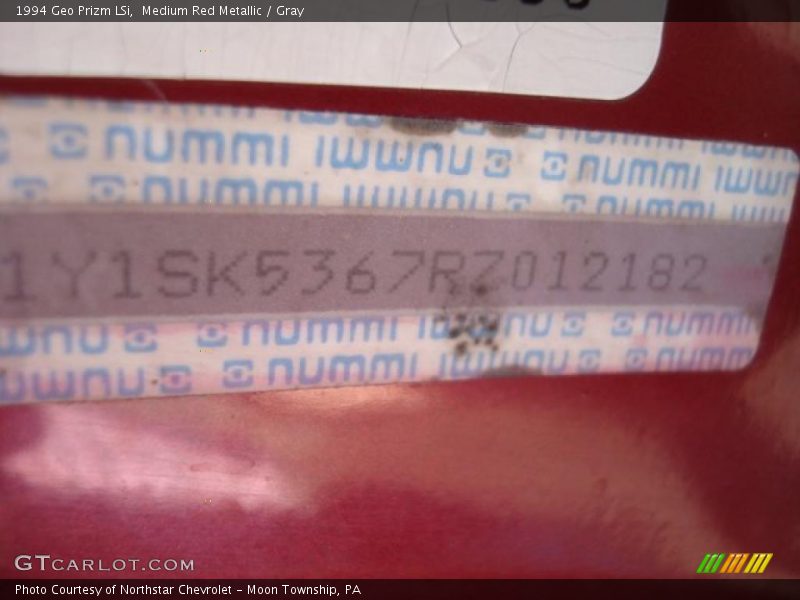 1994 Geo Prizm LSi,  Medium Red Metallic / Gray
nummi nummi nummi nummi
nummi nummi nummi nummi
1Y1SK5367RZ012182
nummi nummi nummi nummi
nummi nummi nummi nummi
GTCARLOT.COM
Photo Courtesy of Northstar Chevrolet - Moon Township, PA